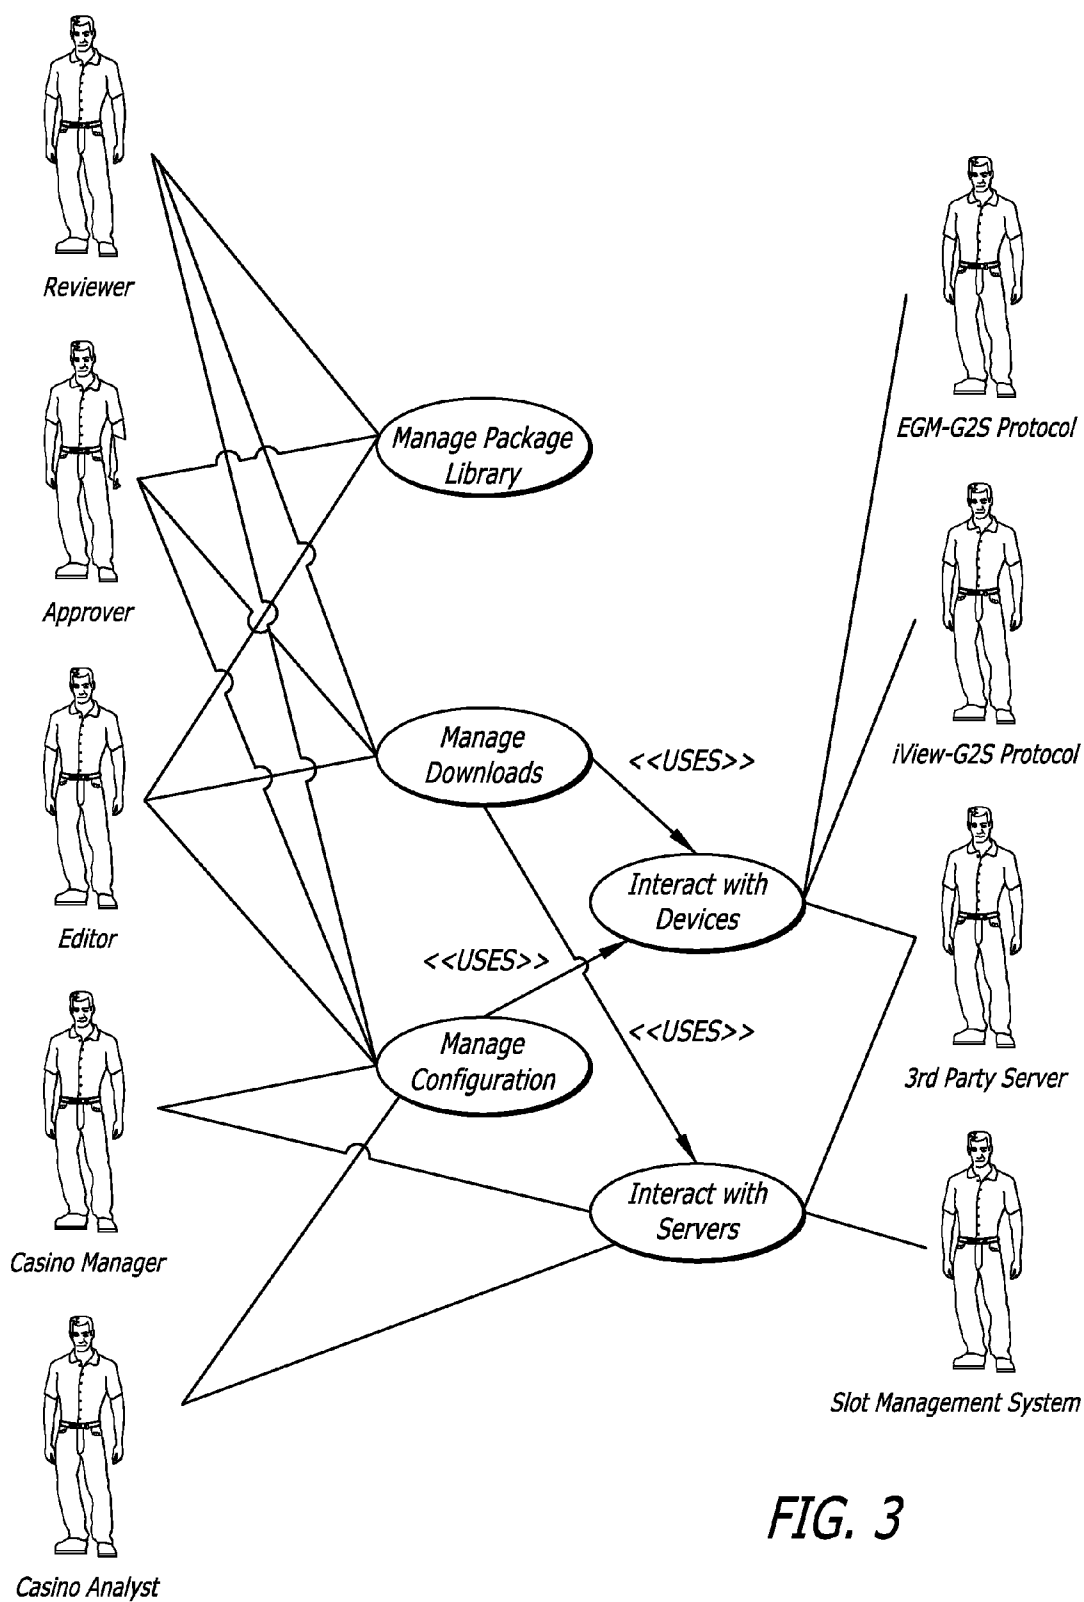 Reviewer
EGM-G2S Protocol
Manage Package
Library
Approver
Manage
Downloads
<<USES>>
iView-G2S Protocol
Interact with
Devices
Editor
<<USES>>
<<USES>>
Manage
Configuration
3rd Party Server
Interact with
Servers
Casino Manager
Slot Management System
FIG. 3
Casino Analyst